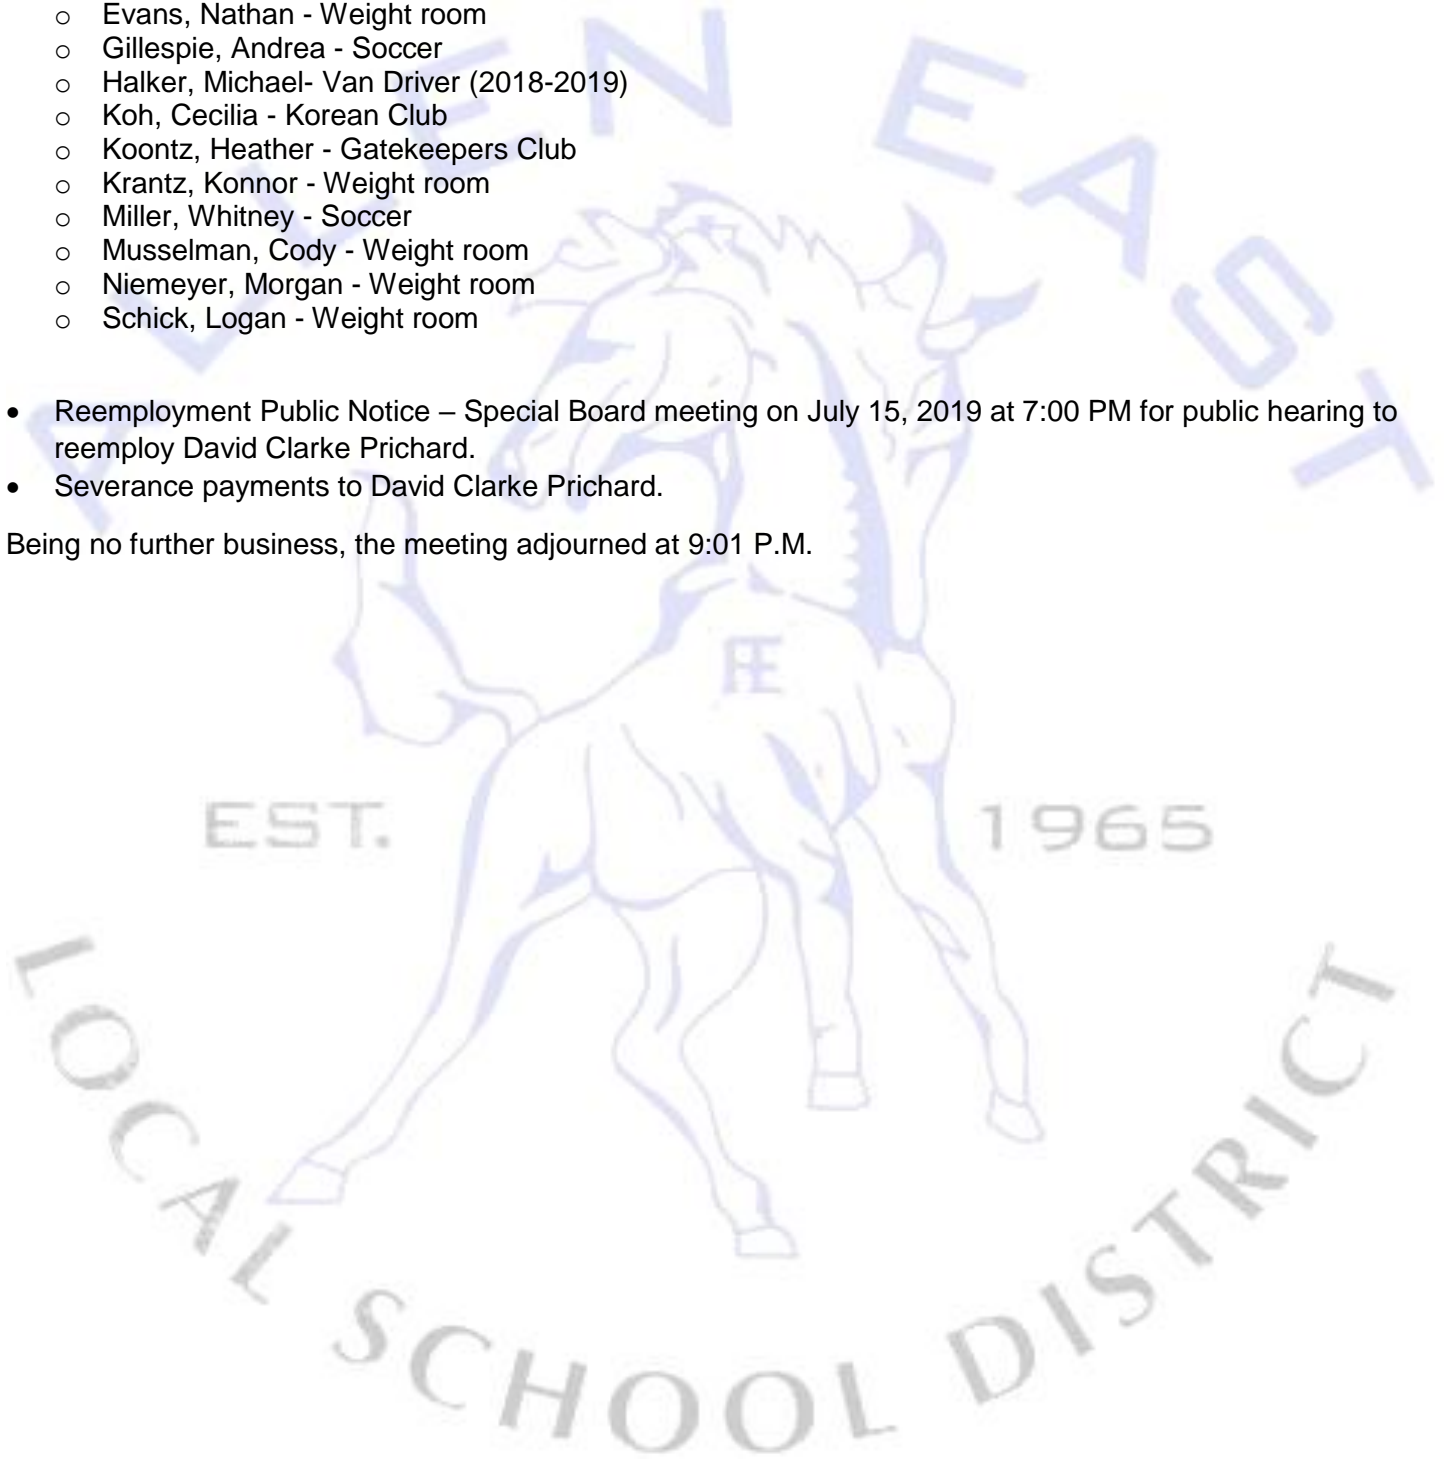 o Evans, Nathan - Weight room
o Gillespie, Andrea - Soccer
o Halker, Michael- Van Driver (2018-2019)
o Koh, Cecilia - Korean Club
o Koontz, Heather - Gatekeepers Club
o Krantz, Konnor - Weight room
o Miller, Whitney - Soccer
o Musselman, Cody - Weight room
o Niemeyer, Morgan - Weight room
o Schick, Logan - Weight room
• Reemployment Public Notice – Special Board meeting on July 15, 2019 at 7:00 PM for public hearing to
reemploy David Clarke Prichard.
• Severance payments to David Clarke Prichard.
Being no further business, the meeting adjourned at 9:01 P.M.
ALLEN EAST
AE
EST. 1965
LOCAL SCHOOL DISTRICT